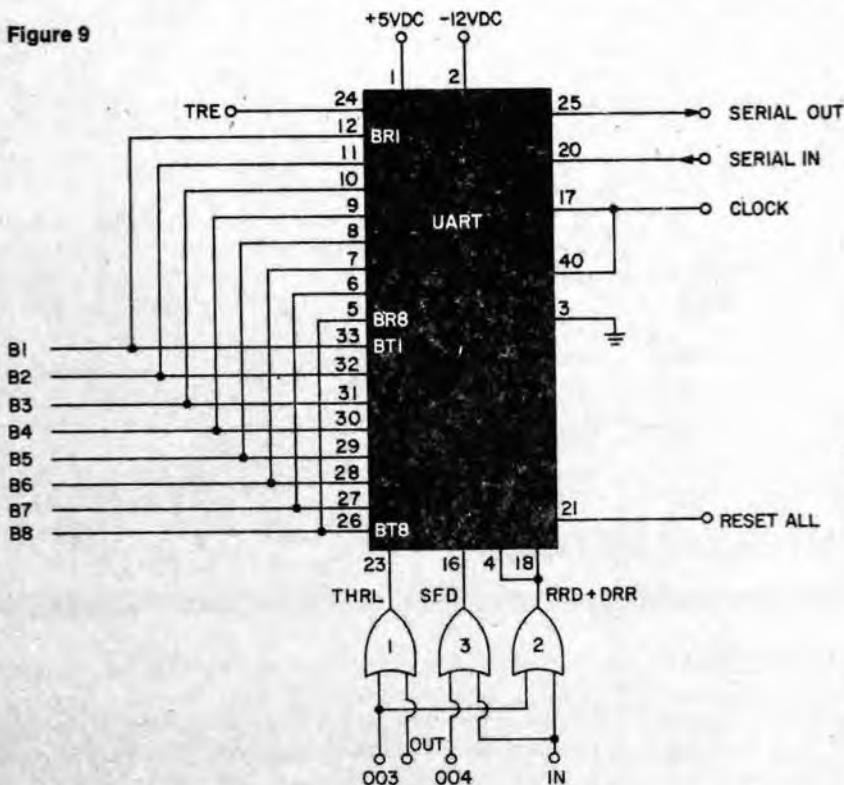 Figure 9
+5VDC -12VDC
1 2
TRE 24
12 BR1
11
10
9
8
7
6
5 BR8
B1 33 BT1
B2 32
B3 31
B4 30
B5 29
B6 28
B7 27
B8 26 BT8
UART
25 SERIAL OUT
20 SERIAL IN
17 CLOCK
40
3
21 RESET ALL
23 16 4 18
THRL SFD RRD+DRR
1 3 2
OUT
003 004 IN